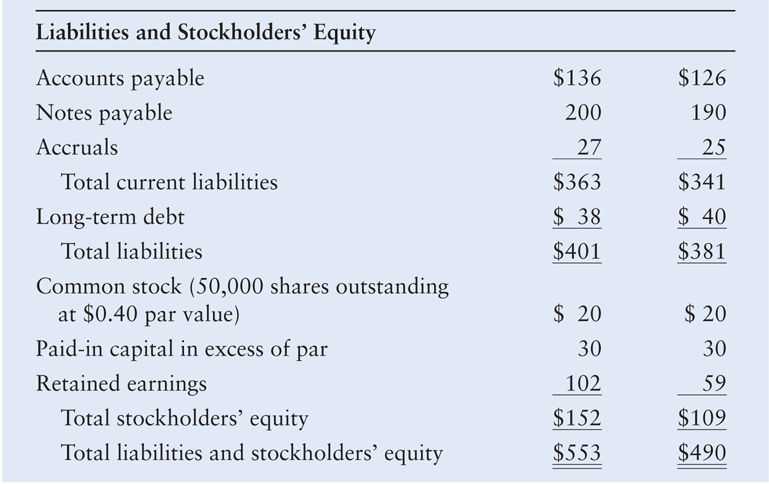 Liabilities and Stockholders’ Equity
Accounts payable $136 $126
Notes payable 200 190
Accruals 27 25
Total current liabilities $363 $341
Long-term debt $ 38 $ 40
Total liabilities $401 $381
Common stock (50,000 shares outstanding
at $0.40 par value) $ 20 $ 20
Paid-in capital in excess of par 30 30
Retained earnings 102 59
Total stockholders’ equity $152 $109
Total liabilities and stockholders’ equity $553 $490